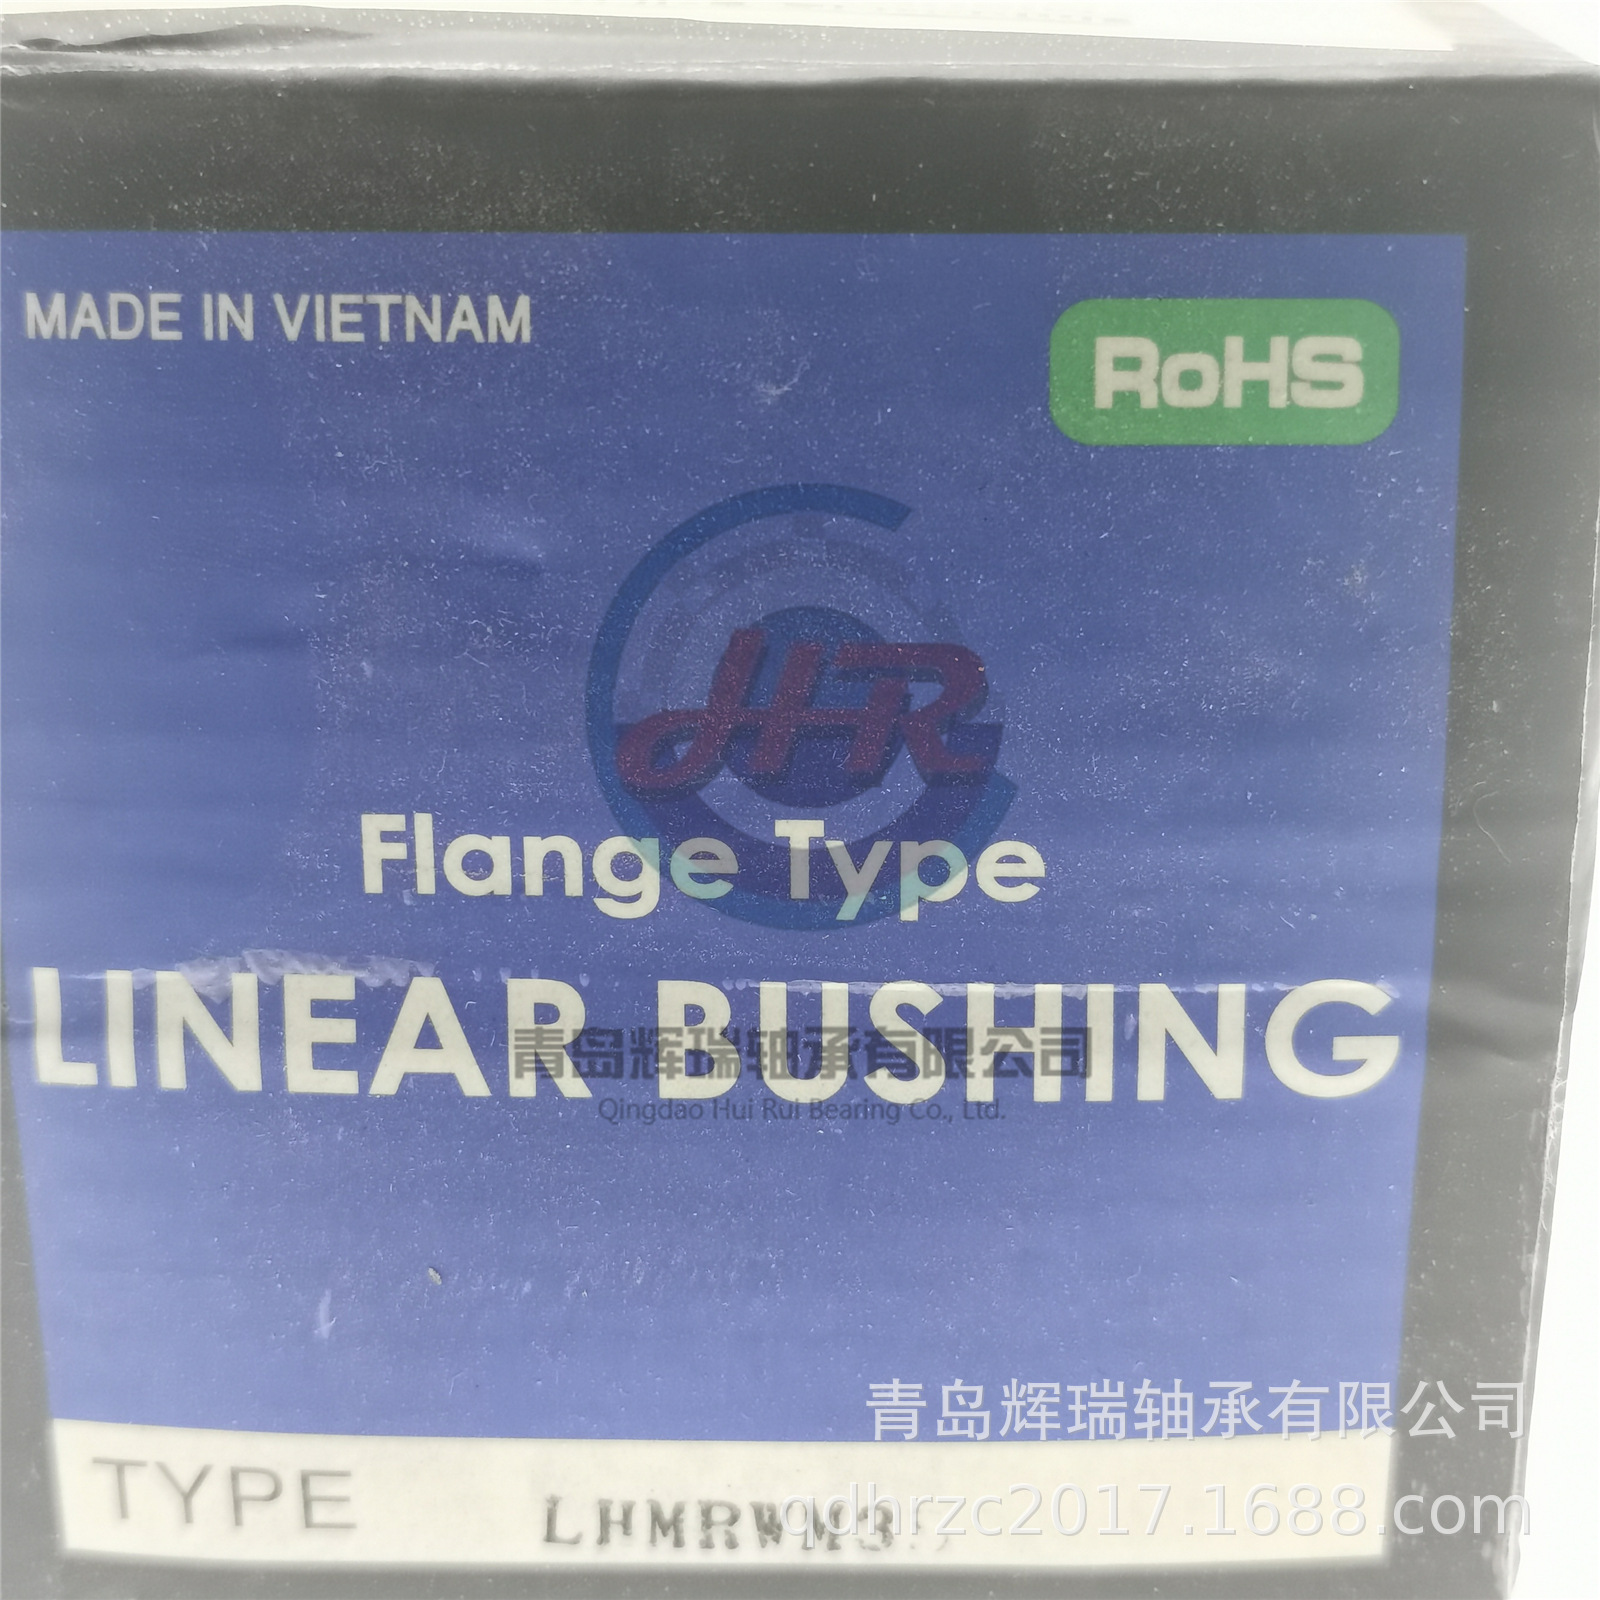 MADE IN VIETNAM
RoHS
HR
Flange Type
LINEAR BUSHING
青岛辉瑞轴承有限公司
Qingdao Hui Rui Bearing Co., Ltd.
青岛辉瑞轴承有限公司
TYPE
qdhrzc2017.1688.com